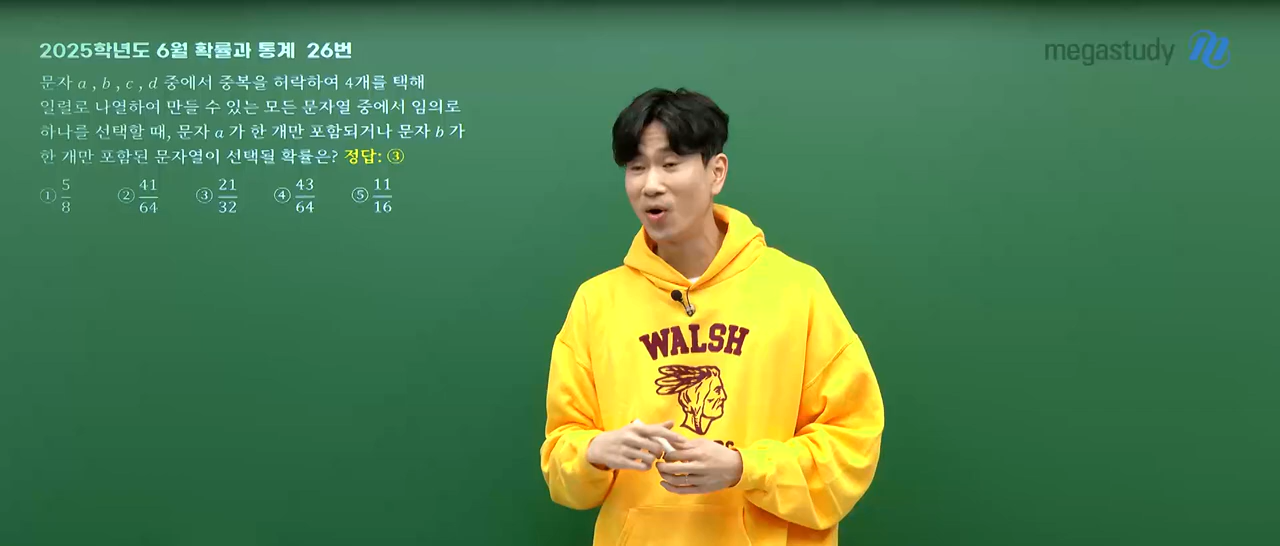 2025학년도 6월 확률과 통계 26번
문자 a, b, c, d 중에서 중복을 허락하여 4개를 택해
일렬로 나열하여 만들 수 있는 모든 문자열 중에서 임의로
하나를 선택할 때, 문자 a가 한 개만 포함되거나 문자 b가
한 개만 포함된 문자열이 선택될 확률은? 정답: ③
① 5/8 ② 41/64 ③ 21/32 ④ 43/64 ⑤ 11/16
megastudy
WALSH